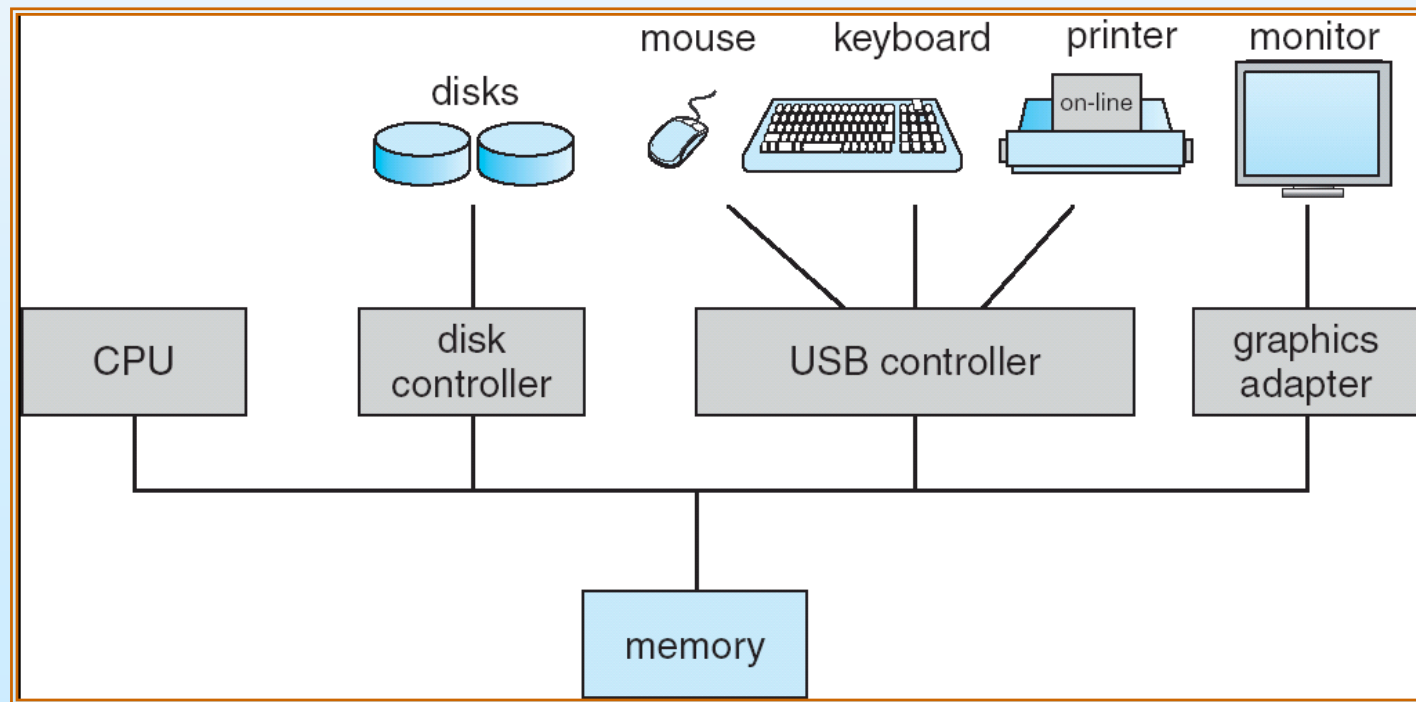 mouse
keyboard
printer
monitor
disks
on-line
CPU
disk
controller
USB controller
graphics
adapter
memory